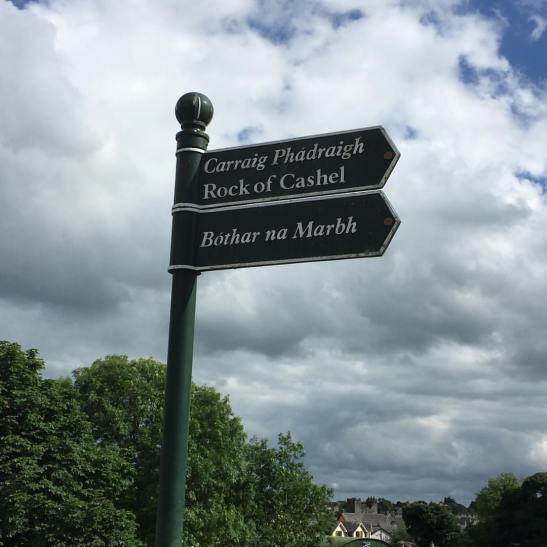 Carraig Phádraigh
Rock of Cashel
Bóthar na Marbh